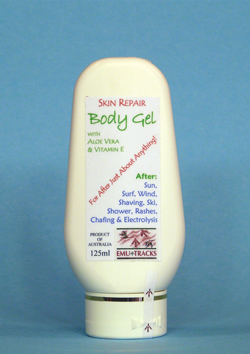 SKIN REPAIR
Body Gel
WITH
ALOE VERA
& VITAMIN E
For After Just About Anything!
After:
Sun,
Surf, Wind,
Shaving, Ski,
Shower, Rashes,
Chafing & Electrolysis
PRODUCT
OF
AUSTRALIA
125ml
EMU TRACKS